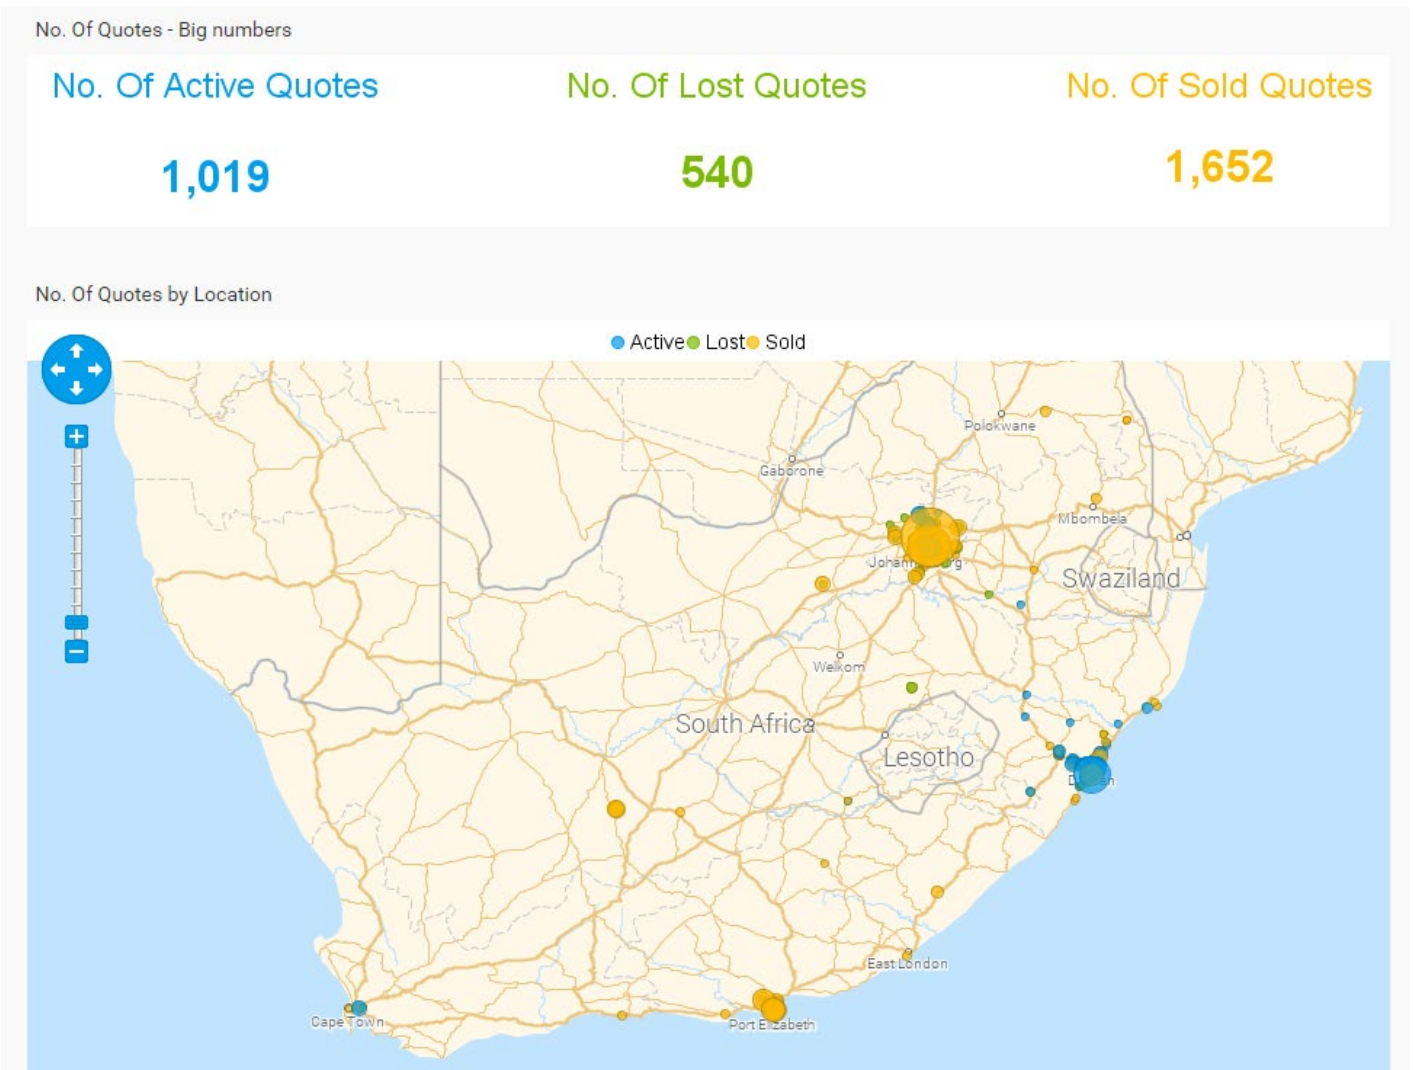 No. Of Quotes - Big numbers
No. Of Active Quotes
No. Of Lost Quotes
No. Of Sold Quotes
1,019
540
1,652
No. Of Quotes by Location
Active Lost Sold
Polokwane
Gaborone
Mbombela
Swaziland
Welkom
South Africa
Lesotho
East London
Cape Town
Port Elizabeth